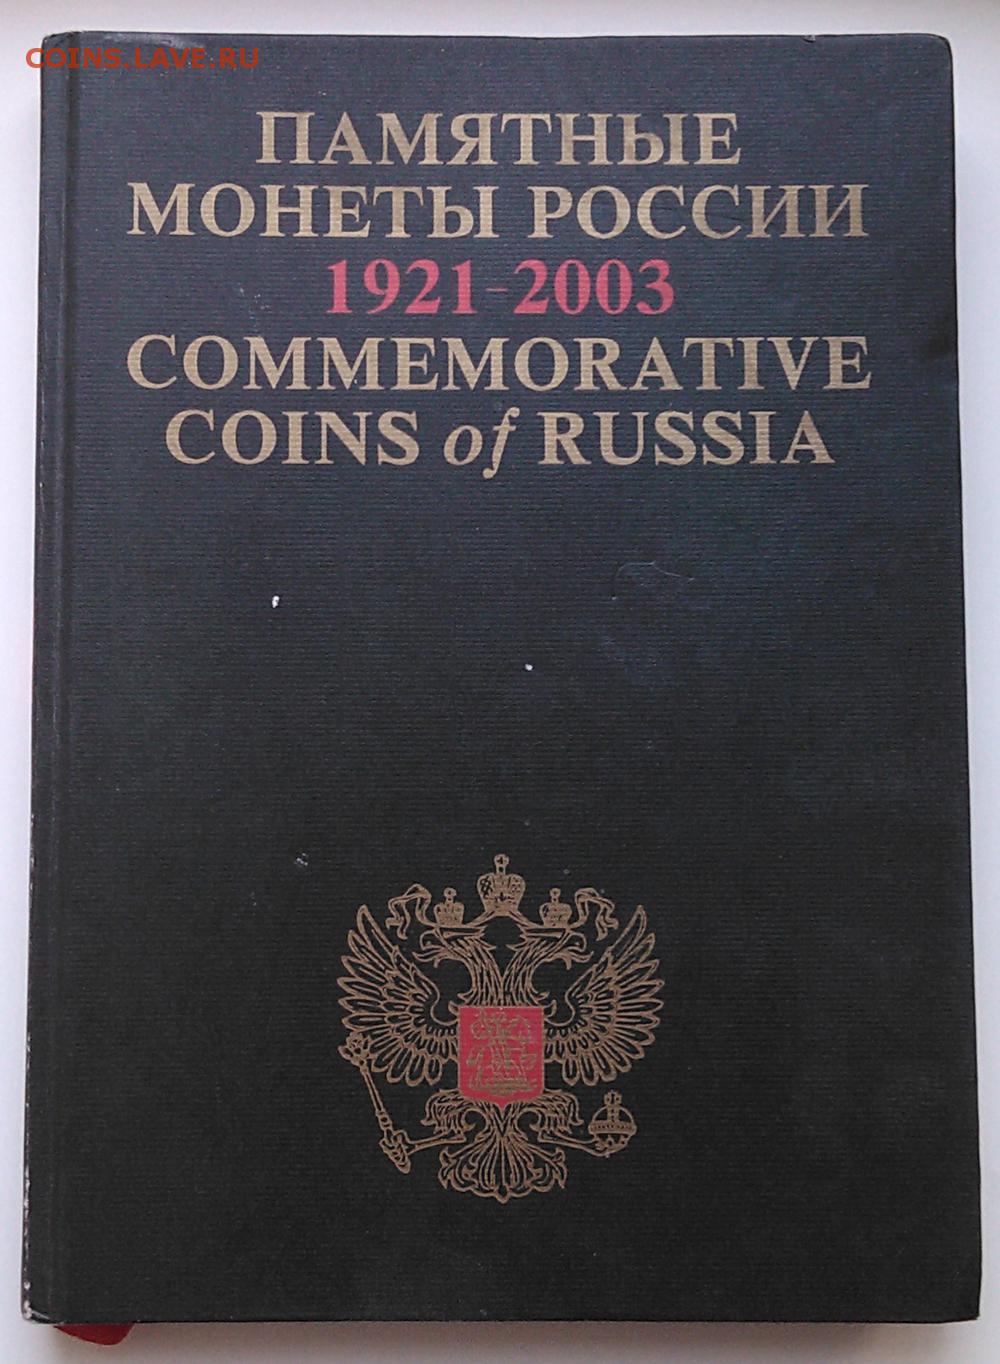 COINS.LAVE.RU
ПАМЯТНЫЕ
МОНЕТЫ РОССИИ
1921-2003
COMMEMORATIVE
COINS of RUSSIA